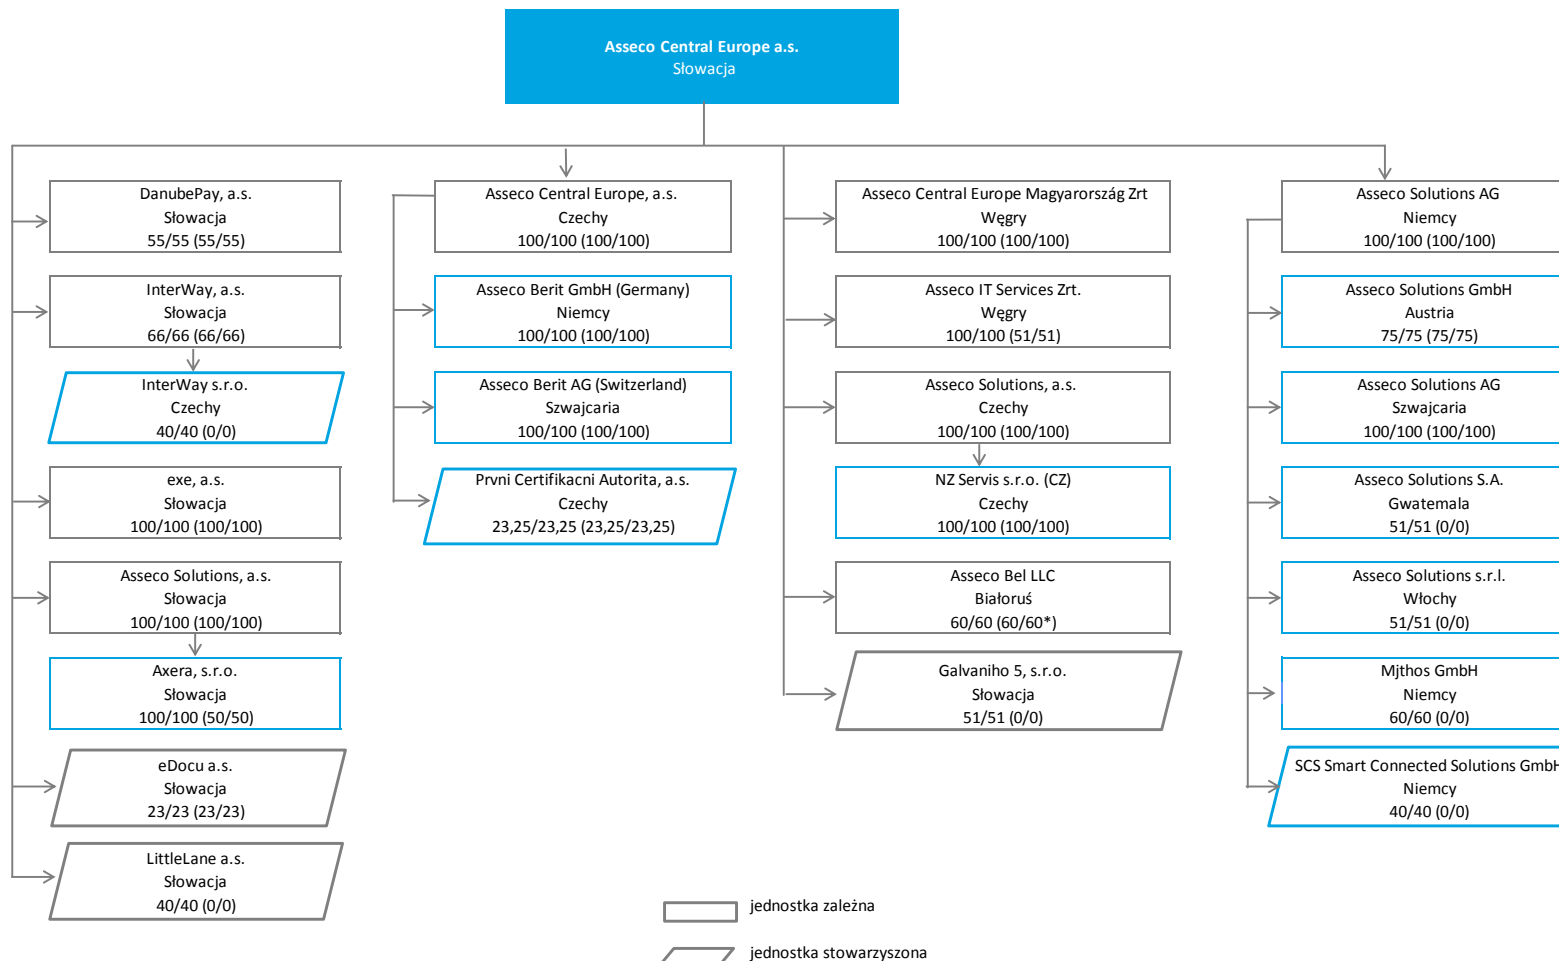 Asseco Central Europe a.s.
Słowacja
DanubePay, a.s.
Słowacja
55/55 (55/55)
InterWay, a.s.
Słowacja
66/66 (66/66)
InterWay s.r.o.
Czechy
40/40 (0/0)
exe, a.s.
Słowacja
100/100 (100/100)
Asseco Solutions, a.s.
Słowacja
100/100 (100/100)
Axera, s.r.o.
Słowacja
100/100 (50/50)
eDocu a.s.
Słowacja
23/23 (23/23)
LittleLane a.s.
Słowacja
40/40 (0/0)
Asseco Central Europe, a.s.
Czechy
100/100 (100/100)
Asseco Berit GmbH (Germany)
Niemcy
100/100 (100/100)
Asseco Berit AG (Switzerland)
Szwajcaria
100/100 (100/100)
Prvni Certifikacni Autorita, a.s.
Czechy
23,25/23,25 (23,25/23,25)
Asseco Central Europe Magyarország Zrt
Węgry
100/100 (100/100)
Asseco IT Services Zrt.
Węgry
100/100 (51/51)
Asseco Solutions, a.s.
Czechy
100/100 (100/100)
NZ Servis s.r.o. (CZ)
Czechy
100/100 (100/100)
Asseco Bel LLC
Białoruś
60/60 (60/60*)
Galvaniho 5, s.r.o.
Słowacja
51/51 (0/0)
Asseco Solutions AG
Niemcy
100/100 (100/100)
Asseco Solutions GmbH
Austria
75/75 (75/75)
Asseco Solutions AG
Szwajcaria
100/100 (100/100)
Asseco Solutions S.A.
Gwatemala
51/51 (0/0)
Asseco Solutions s.r.l.
Włochy
51/51 (0/0)
Mjthos GmbH
Niemcy
60/60 (0/0)
SCS Smart Connected Solutions GmbH
Niemcy
40/40 (0/0)
jednostka zależna
jednostka stowarzyszona